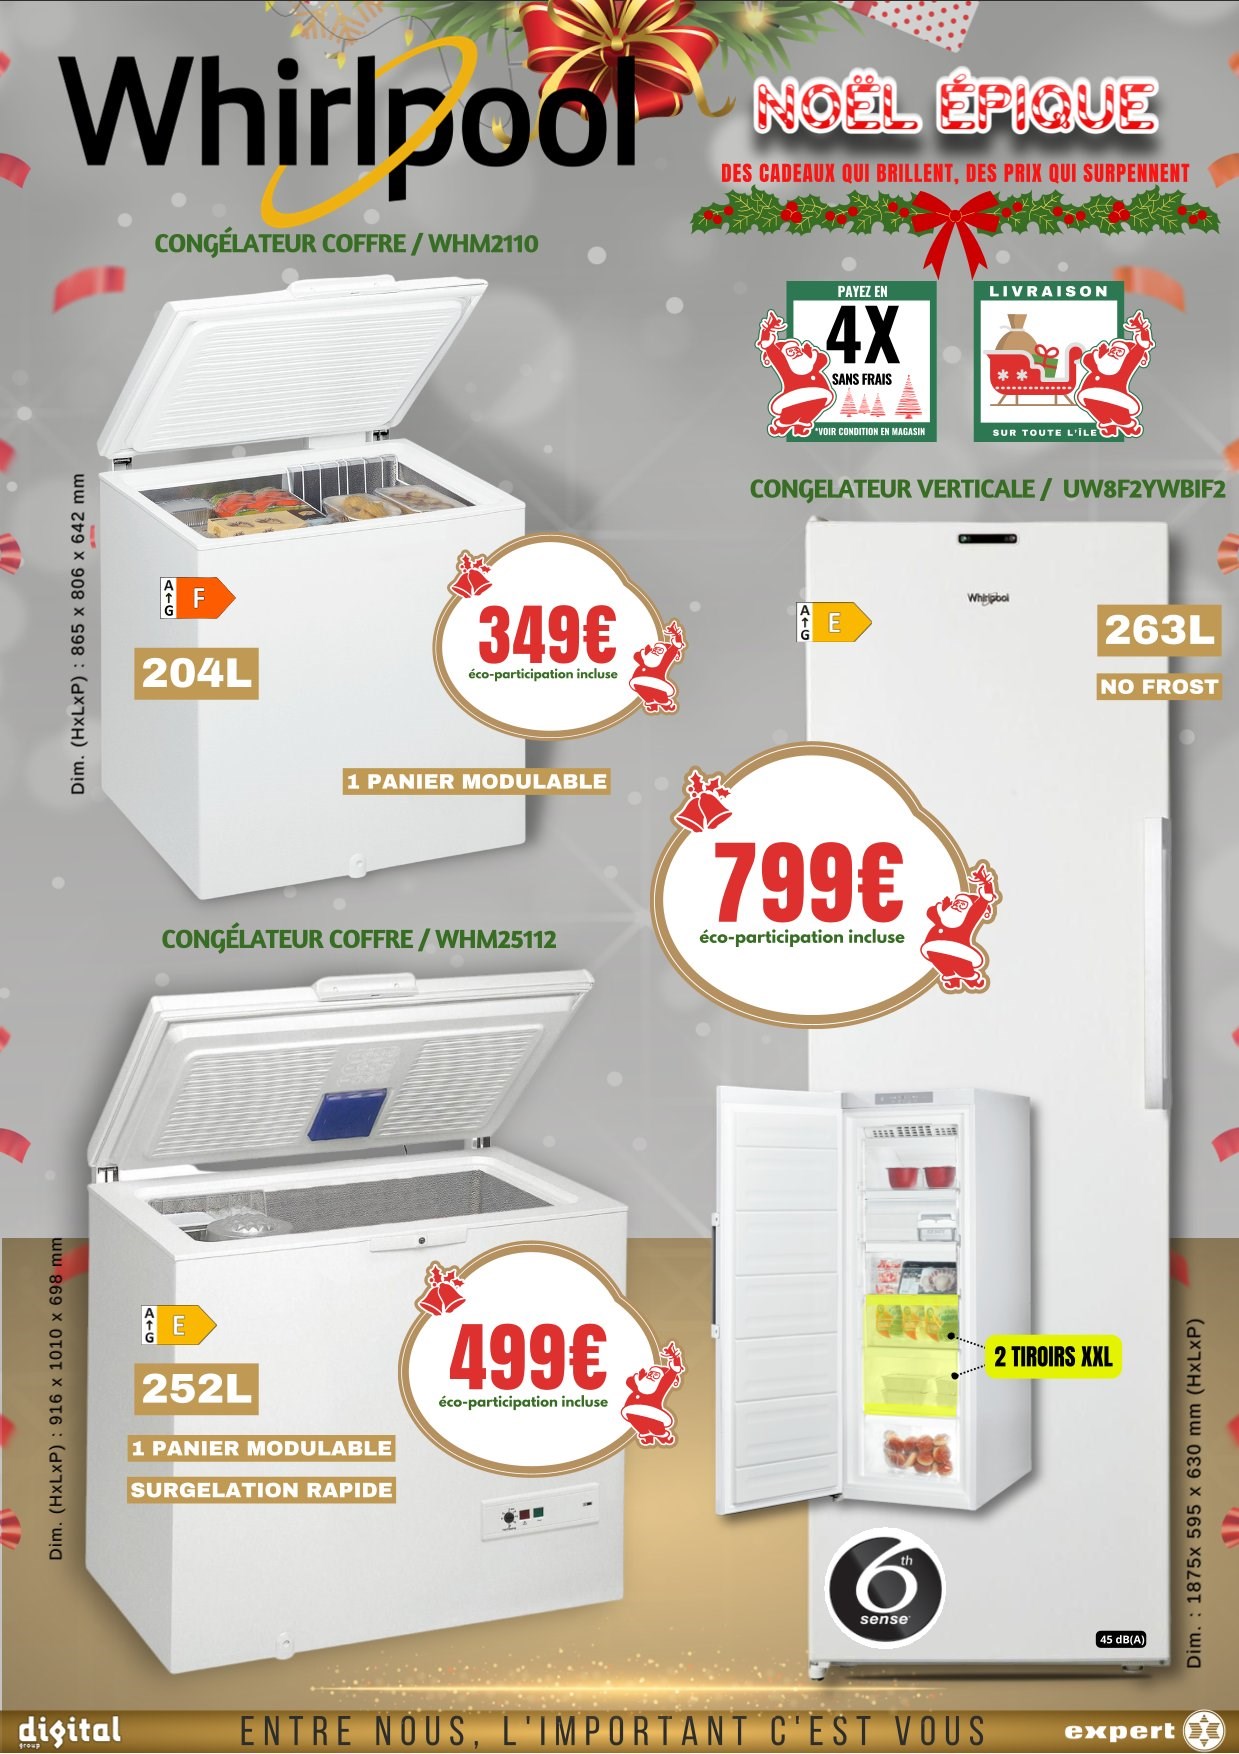 Whirlpool
NOËL ÉPIQUE
DES CADEAUX QUI BRILLENT, DES PRIX QUI SURPENNENT
CONGÉLATEUR COFFRE / WHM2110
PAYEZ EN
4X
SANS FRAIS
*VOIR CONDITION EN MAGASIN
LIVRAISON
SUR TOUTE L'ÎLE
Dim. (HxLxP) : 865 x 806 x 642 mm
A↑G F
204L
349€
éco-participation incluse
1 PANIER MODULABLE
CONGELATEUR VERTICALE / UW8F2YWBIF2
Whirlpool
A↑G E
263L
NO FROST
799€
éco-participation incluse
2 TIROIRS XXL
6th
sense
45 dB(A)
Dim. : 1875x 595 x 630 mm (HxLxP)
CONGÉLATEUR COFFRE / WHM25112
Dim. (HxLxP) : 916 x 1010 x 698 mm
A↑G E
252L
499€
éco-participation incluse
1 PANIER MODULABLE
SURGELATION RAPIDE
digital
group
ENTRE NOUS, L'IMPORTANT C'EST VOUS
expert